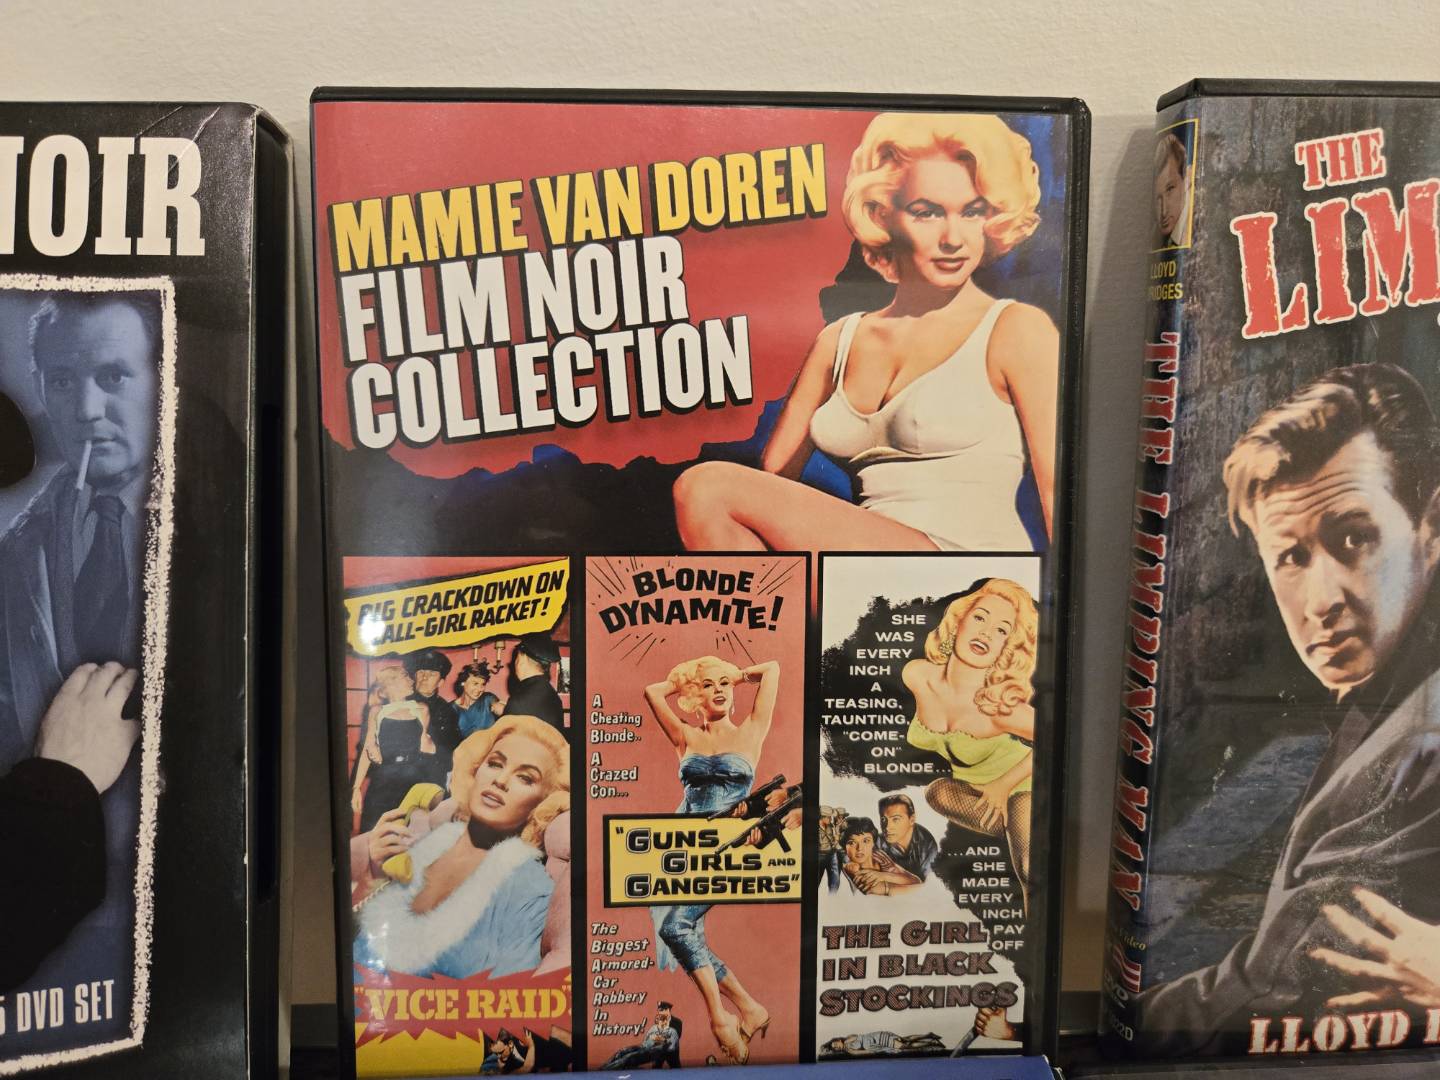 NOIR
5 DVD SET
MAMIE VAN DOREN
FILM NOIR
COLLECTION
BIG CRACKDOWN ON
CALL-GIRL RACKET!
"VICE RAID"
BLONDE
DYNAMITE!
A
Cheating
Blonde..
A
Crazed
Con...
"GUNS
GIRLS AND
GANGSTERS"
The
Biggest
Armored-
Car
Robbery
In
History!
SHE
WAS
EVERY
INCH
A
TEASING,
TAUNTING,
"COME-
ON"
BLONDE...
...AND
SHE
MADE
EVERY
INCH
PAY
OFF
THE GIRL
IN BLACK
STOCKINGS
LLOYD
BRIDGES
THE LIMPING MAN
Video
DVD
THE
LIM
LLOYD